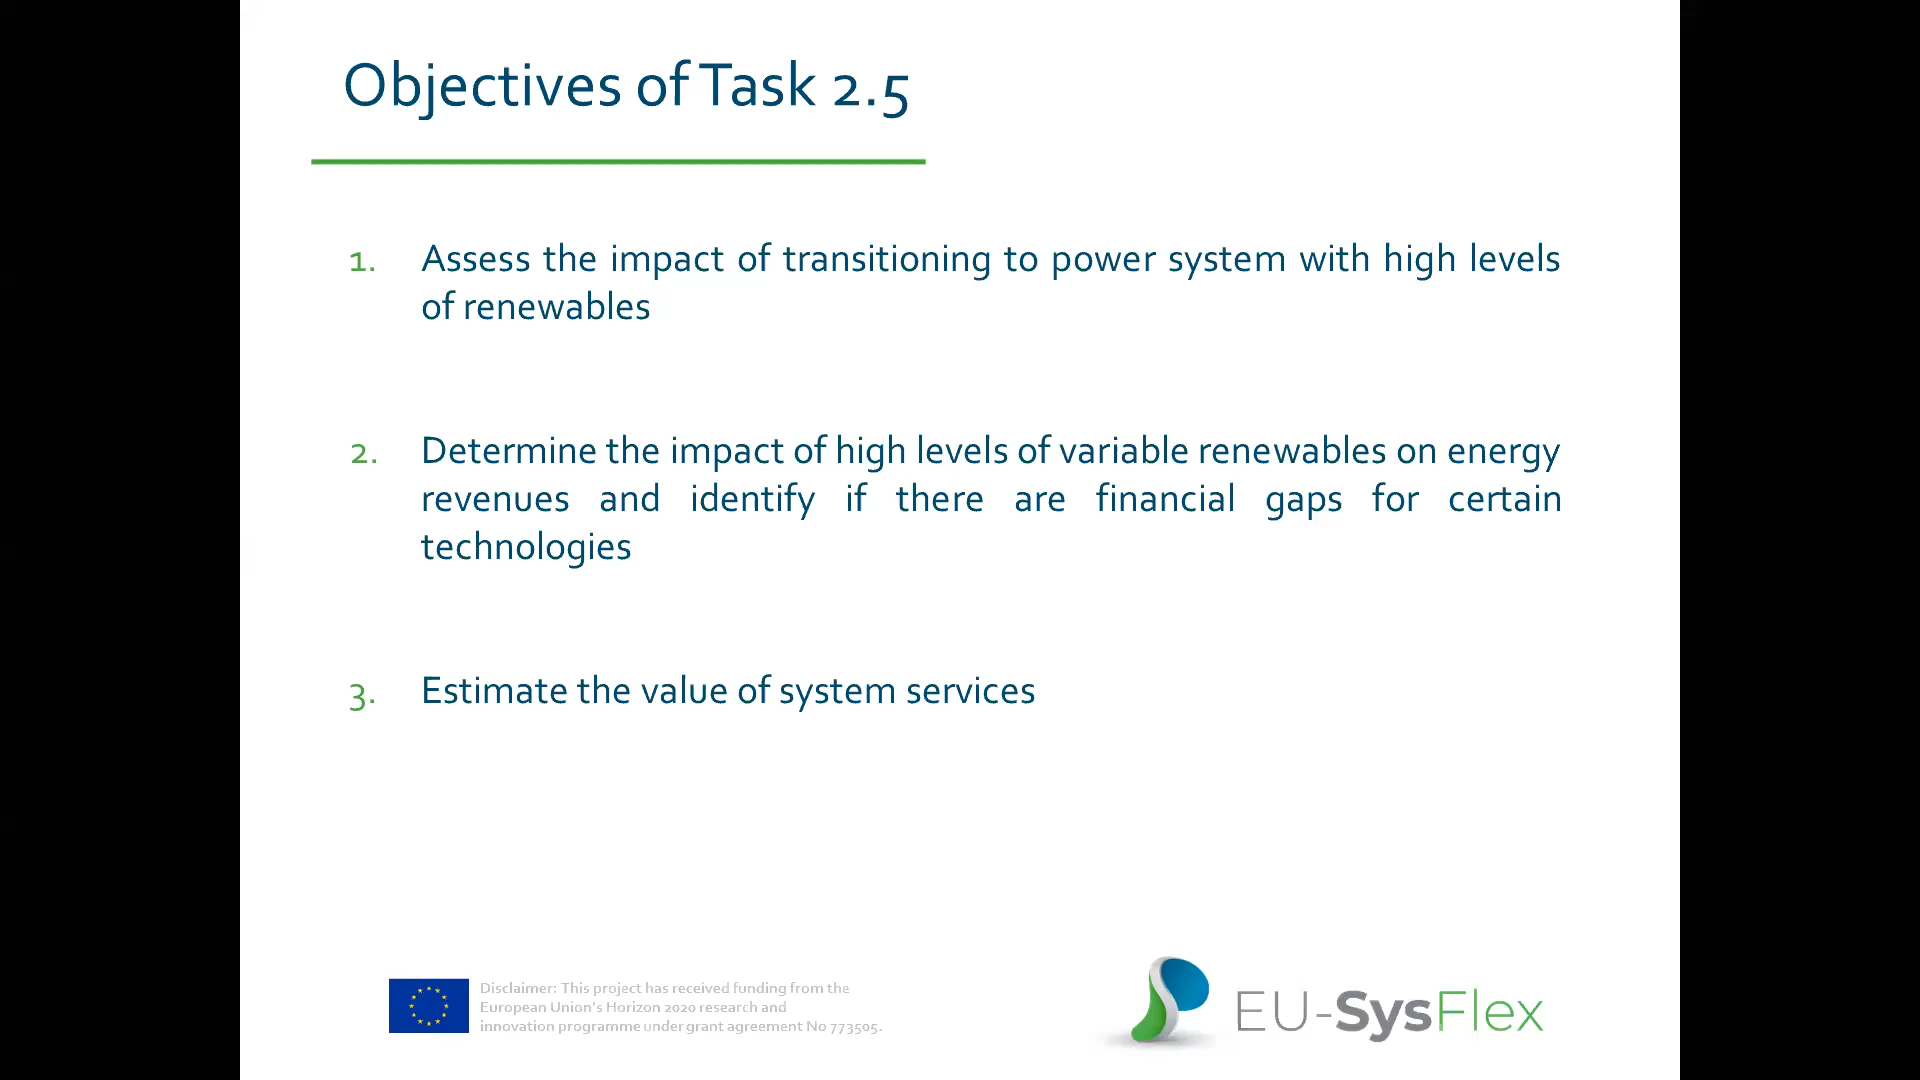 Objectives of Task 2.5
1. Assess the impact of transitioning to power system with high levels
of renewables
2. Determine the impact of high levels of variable renewables on energy
revenues and identify if there are financial gaps for certain
technologies
3. Estimate the value of system services
Disclaimer: This project has received funding from the
European Union's Horizon 2020 research and
innovation programme under grant agreement No 773505.
EU-SysFlex